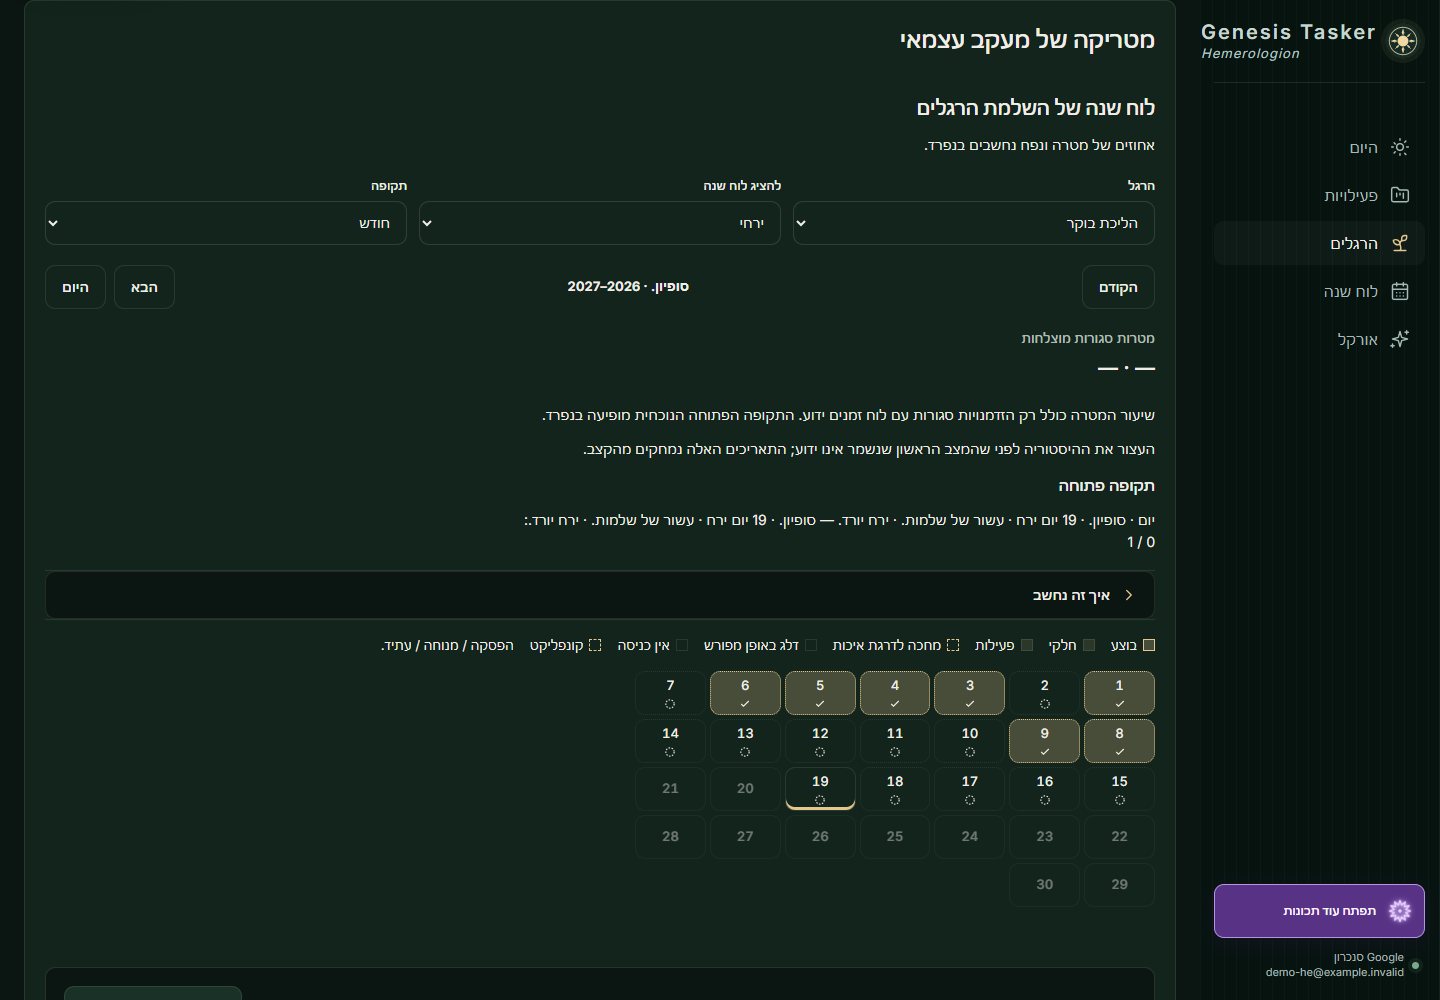 Genesis Tasker
Hemerologion
היום
פעילויות
הרגלים
לוח שנה
אורקל
תפתח עוד תכונות
סנכרון Google
demo-he@example.invalid
מטריקה של מעקב עצמאי
לוח שנה של השלמת הרגלים
אחוזים של מטרה ונפח נחשבים בנפרד.
הרגל
להציג לוח שנה
תקופה
הליכת בוקר
ירחי
חודש
הקודם
סופיון. · 2026–2027
הבא
היום
מטרות סגורות מוצלחות
— · —
שיעור המטרה כולל רק הזדמנויות סגורות עם לוח זמנים ידוע. התקופה הפתוחה הנוכחית מופיעה בנפרד.
העצור את ההיסטוריה לפני שהמצב הראשון שנשמר אינו ידוע; התאריכים האלה נמחקים מהקצב.
תקופה פתוחה
יום · סופיון. · 19 יום ירח · עשור של שלמות. · ירח יורד. — סופיון. · 19 יום ירח · עשור של שלמות. · ירח יורד.:
0 / 1
איך זה נחשב
בוצע חלקי פעילות מחכה לדרגת איכות דלג באופן מפורש אין כניסה קונפליקט הפסקה / מנוחה / עתיד.
1 2 3 4 5 6 7
8 9 10 11 12 13 14
15 16 17 18 19 20 21
22 23 24 25 26 27 28
29 30